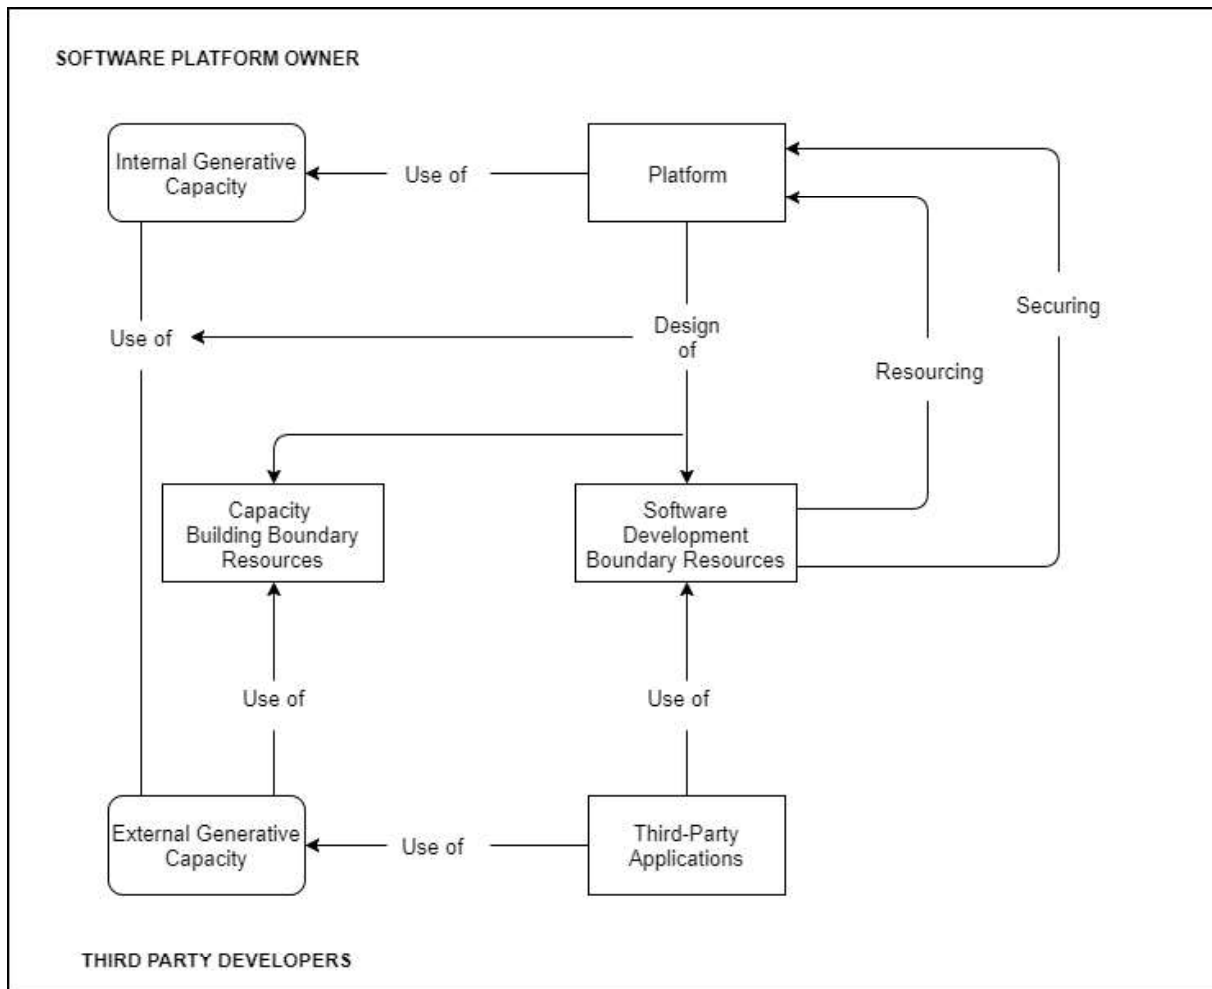 SOFTWARE PLATFORM OWNER
Internal Generative
Capacity
Use of
Platform
Securing
Use of
Design
of
Resourcing
Capacity
Building Boundary
Resources
Software
Development
Boundary Resources
Use of
Use of
External Generative
Capacity
Use of
Third-Party
Applications
THIRD PARTY DEVELOPERS